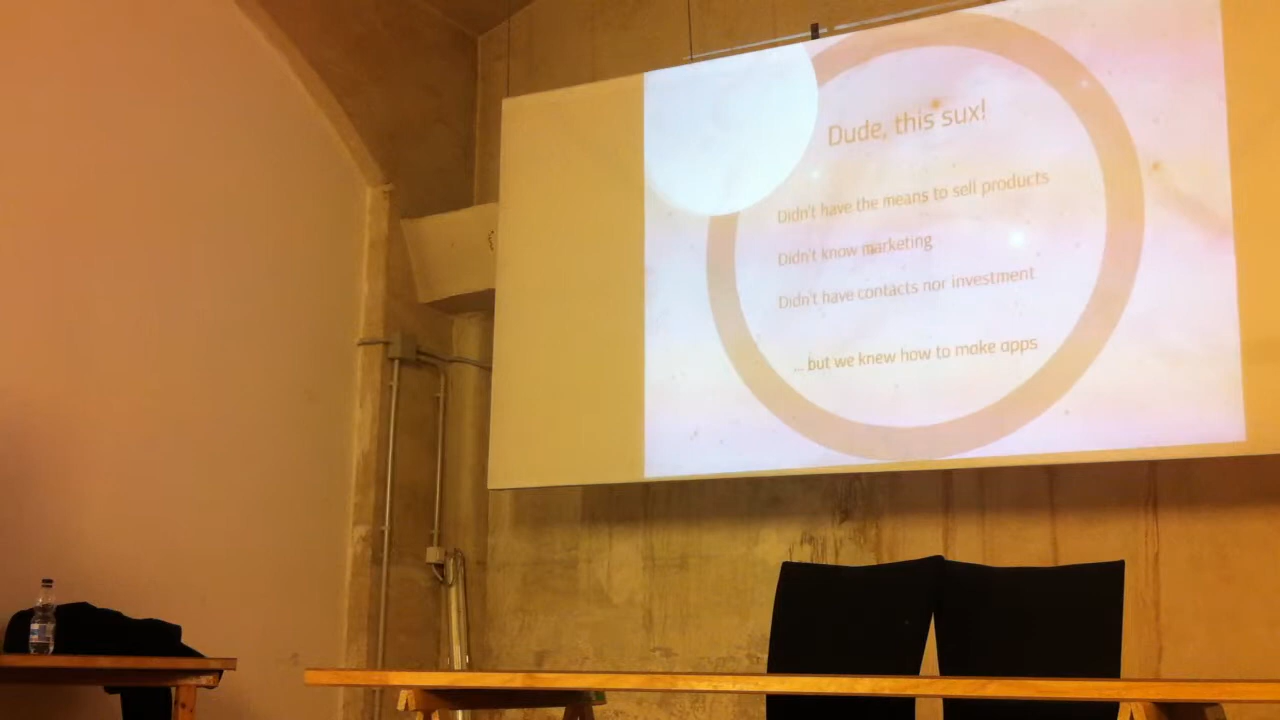 Dude, this sux!
Didn't have the means to sell products
Didn't know marketing
Didn't have contacts nor investment
... but we knew how to make apps